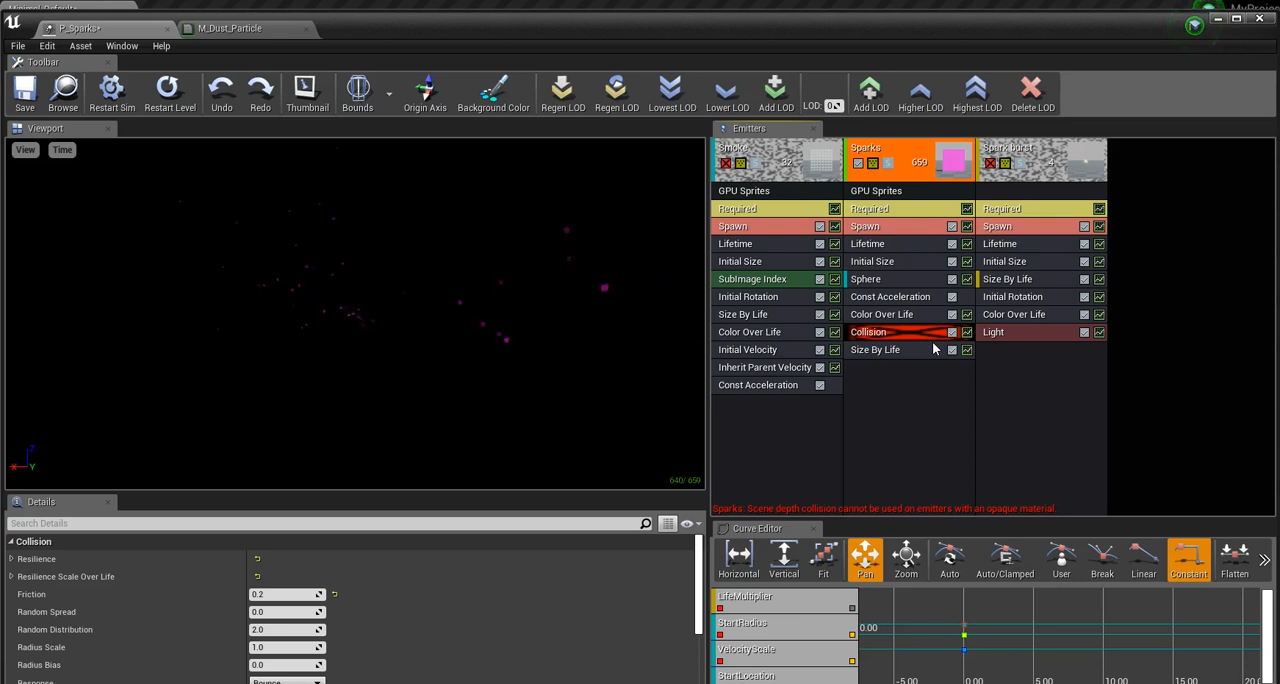 Minimal_Default*
MyProje
P_Sparks*
M_Dust_Particle
File Edit Asset Window Help
Toolbar
Save Browse Restart Sim Restart Level Undo Redo Thumbnail Bounds Origin Axis Background Color Regen LOD Regen LOD Lowest LOD Lower LOD Add LOD LOD: 0 Add LOD Higher LOD Highest LOD Delete LOD
Viewport
View Time
Z
X Y
640/ 659
Emitters
Smoke Sparks Spark burst
32 659 4
GPU Sprites GPU Sprites
Required Required Required
Spawn Spawn Spawn
Lifetime Lifetime Lifetime
Initial Size Initial Size Initial Size
SubImage Index Sphere Size By Life
Initial Rotation Const Acceleration Initial Rotation
Size By Life Color Over Life Color Over Life
Color Over Life Collision Light
Initial Velocity Size By Life
Inherit Parent Velocity
Const Acceleration
Sparks: Scene depth collision cannot be used on emitters with an opaque material.
Details
Search Details
Collision
Resilience
Resilience Scale Over Life
Friction 0.2
Random Spread 0.0
Random Distribution 2.0
Radius Scale 1.0
Radius Bias 0.0
Response Bounce
Curve Editor
Horizontal Vertical Fit Pan Zoom Auto Auto/Clamped User Break Linear Constant Flatten
LifeMultiplier
StartRadius
0.00
VelocityScale
StartLocation
-5.00 0.00 5.00 10.00 15.00 20